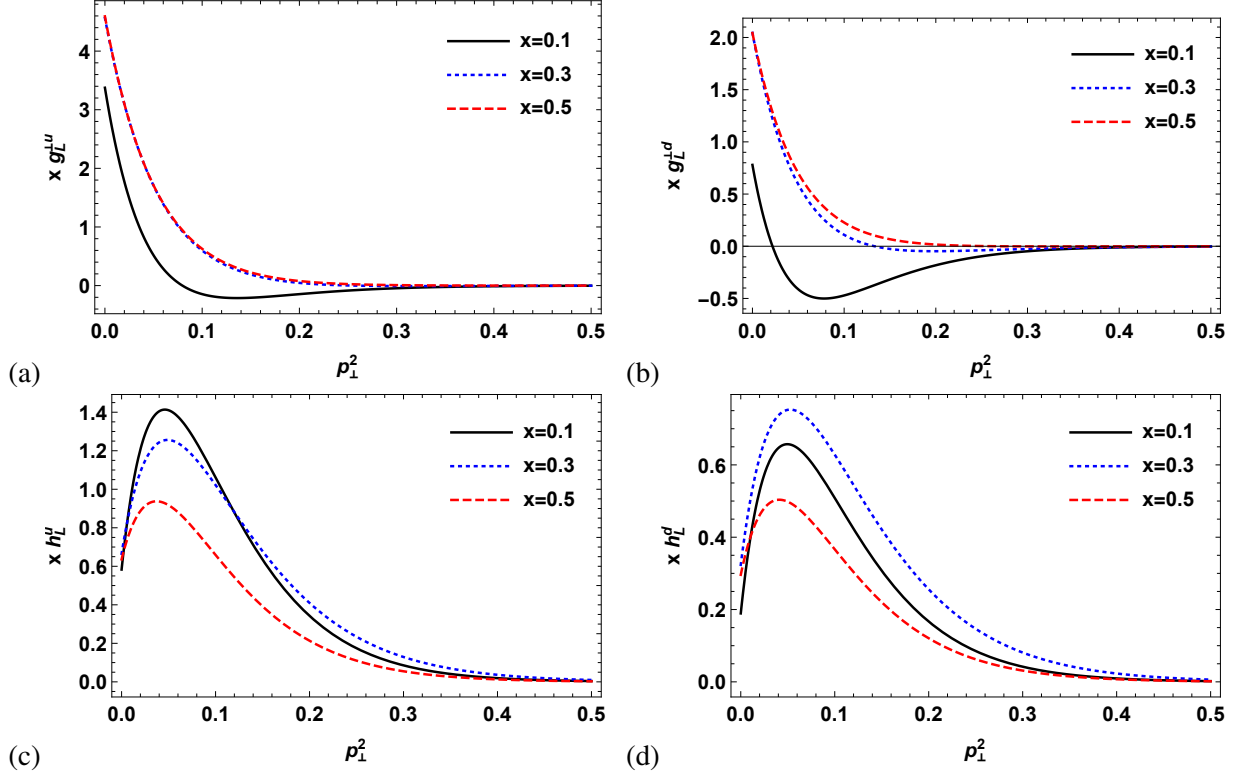 x g_L^{⊥u}
4
3
2
1
0
x=0.1
x=0.3
x=0.5
0.0 0.1 0.2 0.3 0.4 0.5
(a) p_⊥^2
x g_L^{⊥d}
2.0
1.5
1.0
0.5
0.0
−0.5
x=0.1
x=0.3
x=0.5
0.0 0.1 0.2 0.3 0.4 0.5
(b) p_⊥^2
x h_L^u
1.4
1.2
1.0
0.8
0.6
0.4
0.2
0.0
x=0.1
x=0.3
x=0.5
0.0 0.1 0.2 0.3 0.4 0.5
(c) p_⊥^2
x h_L^d
0.6
0.4
0.2
0.0
x=0.1
x=0.3
x=0.5
0.0 0.1 0.2 0.3 0.4 0.5
(d) p_⊥^2